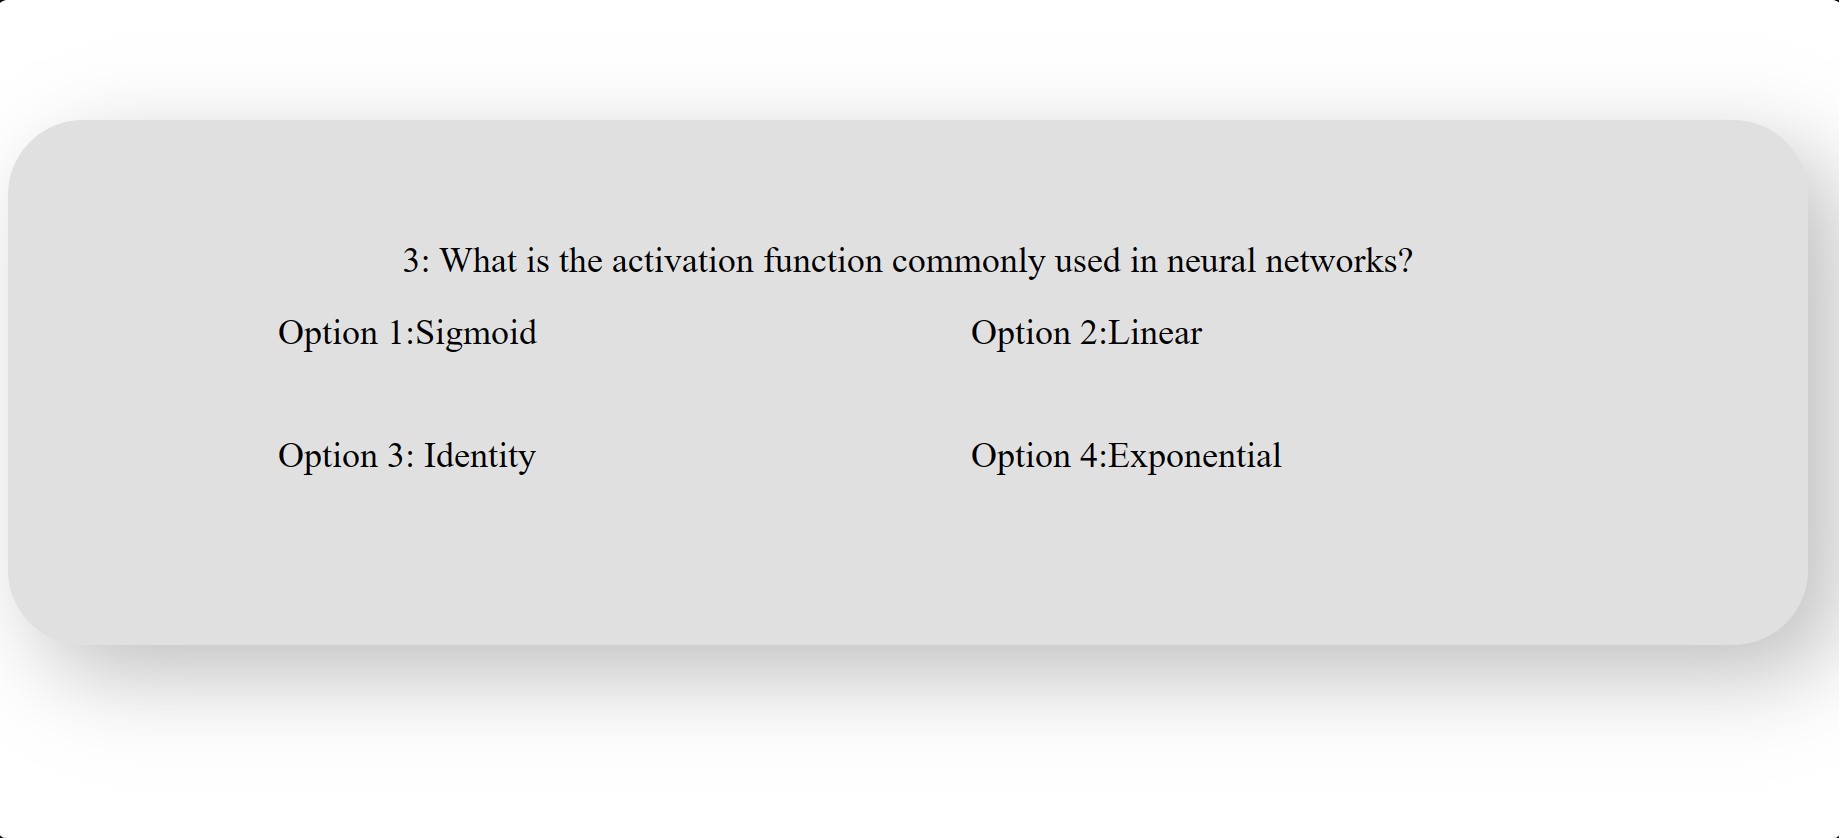 3: What is the activation function commonly used in neural networks?
Option 1:Sigmoid
Option 2:Linear
Option 3: Identity
Option 4:Exponential